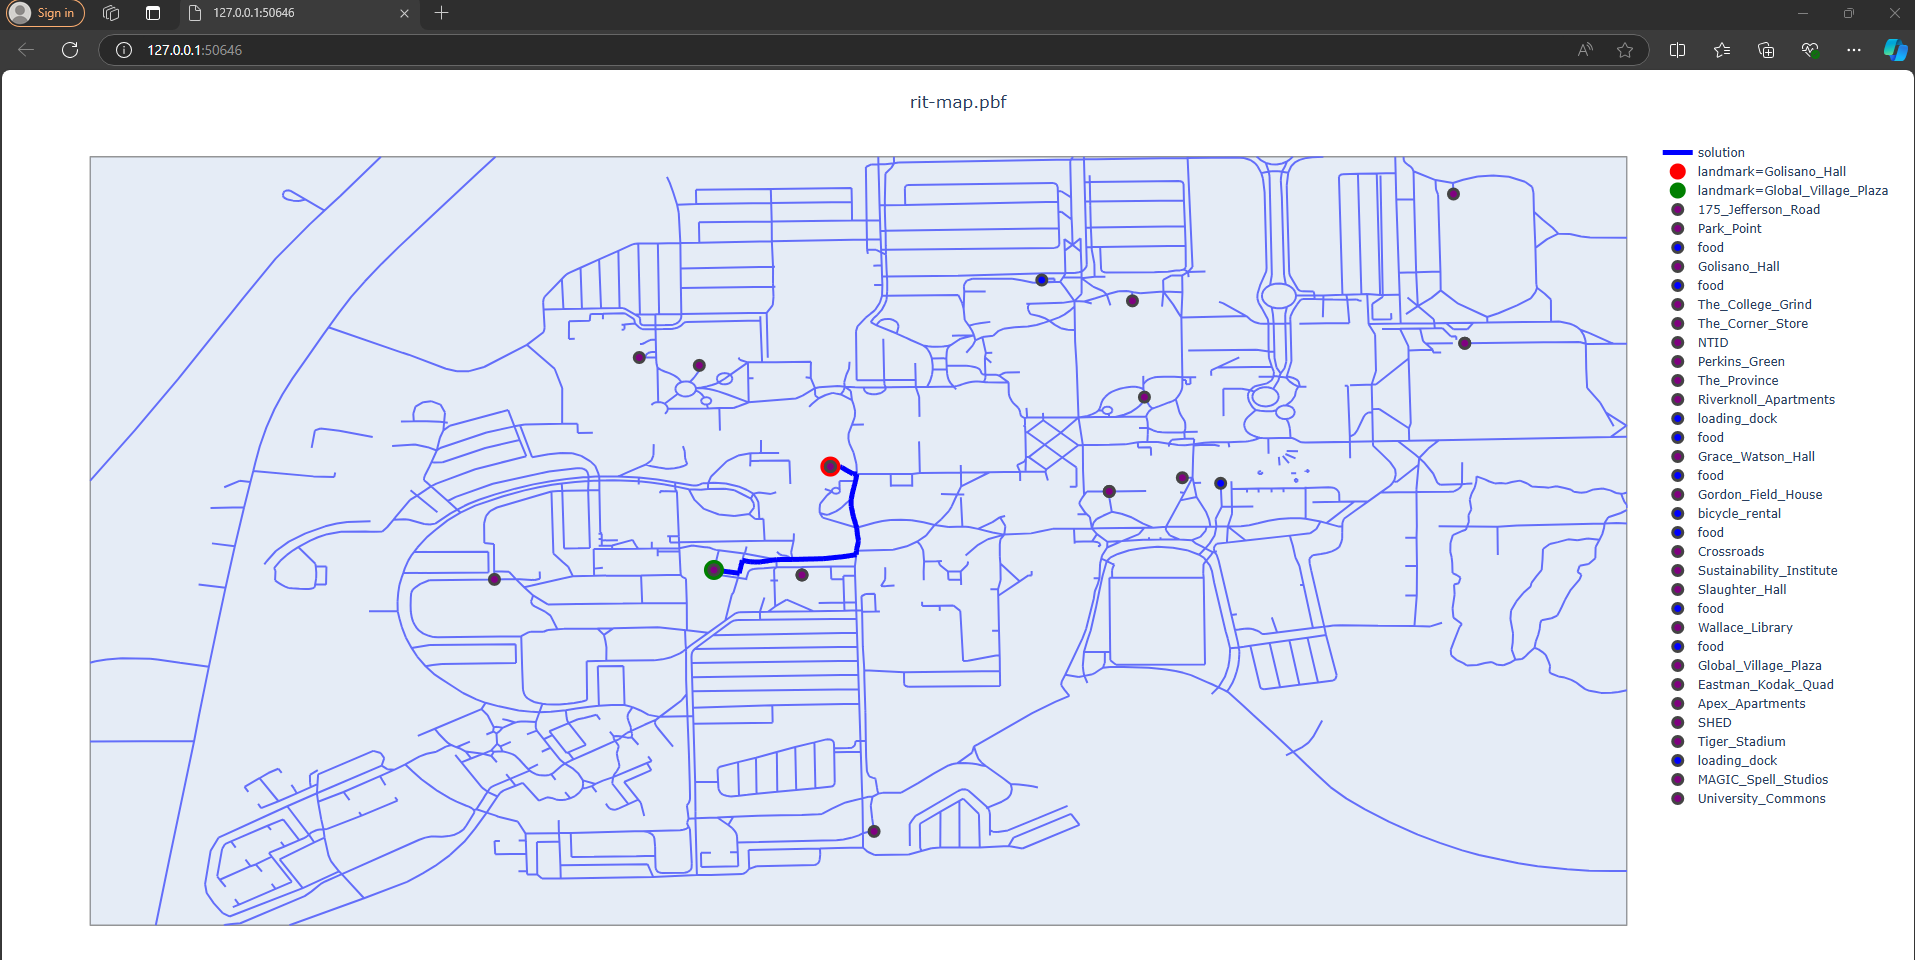 Sign in
127.0.0.1:50646
127.0.0.1:50646
rit-map.pbf
solution
landmark=Golisano_Hall
landmark=Global_Village_Plaza
175_Jefferson_Road
Park_Point
food
Golisano_Hall
food
The_College_Grind
The_Corner_Store
NTID
Perkins_Green
The_Province
Riverknoll_Apartments
loading_dock
food
Grace_Watson_Hall
food
Gordon_Field_House
bicycle_rental
food
Crossroads
Sustainability_Institute
Slaughter_Hall
food
Wallace_Library
food
Global_Village_Plaza
Eastman_Kodak_Quad
Apex_Apartments
SHED
Tiger_Stadium
loading_dock
MAGIC_Spell_Studios
University_Commons